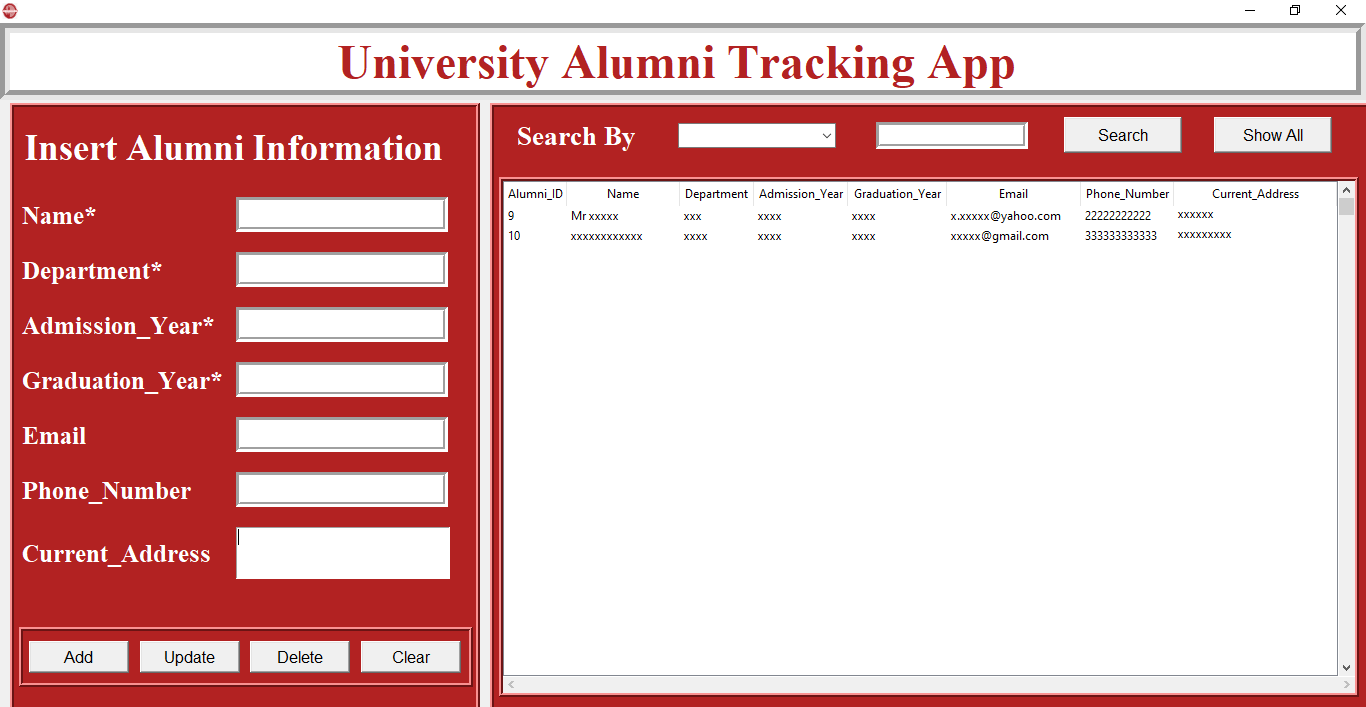 University Alumni Tracking App
Insert Alumni Information
Name*
Department*
Admission_Year*
Graduation_Year*
Email
Phone_Number
Current_Address
Add Update Delete Clear
Search By Search Show All
Alumni_ID Name Department Admission_Year Graduation_Year Email Phone_Number Current_Address
9 Mr xxxxx xxx xxxx xxxx x.xxxxx@yahoo.com 22222222222 xxxxxx
10 xxxxxxxxxxxx xxxx xxxx xxxx xxxxx@gmail.com 333333333333 xxxxxxxxx